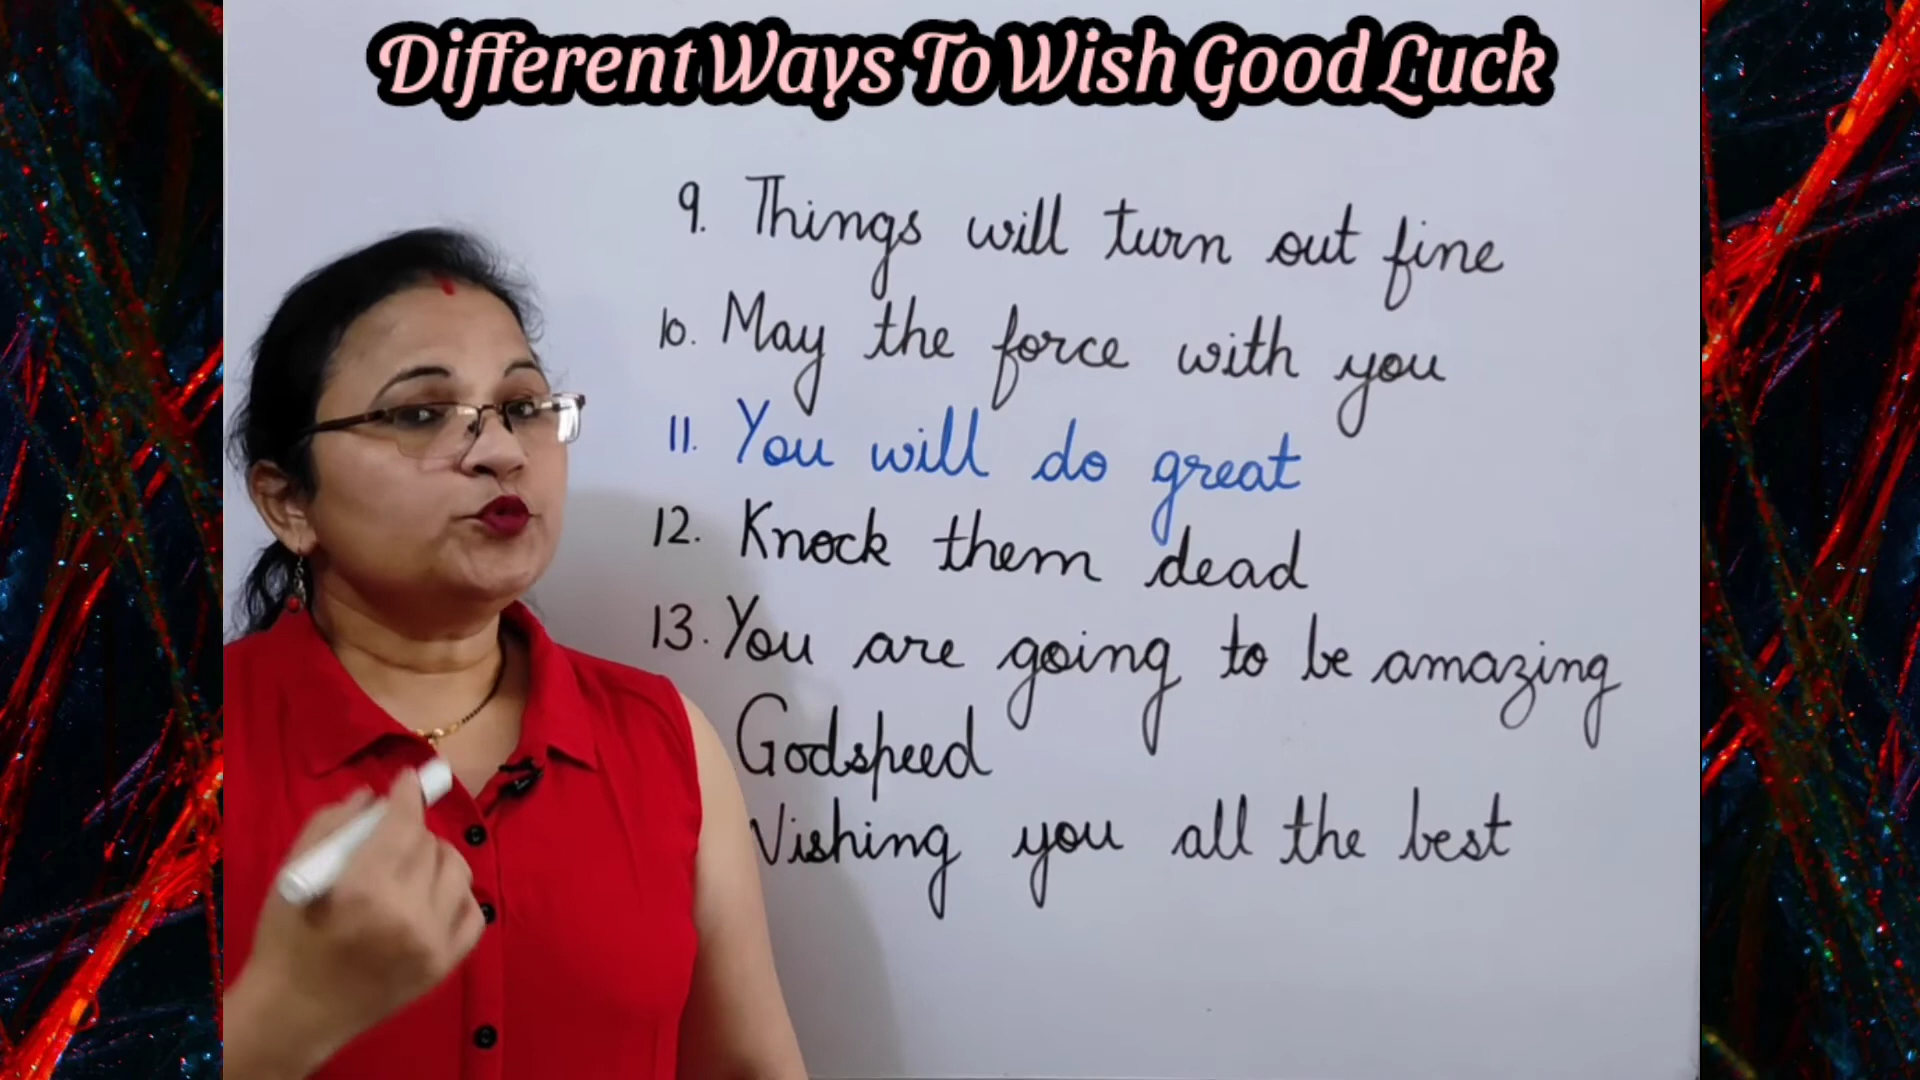 Different Ways To Wish Good Luck
9. Things will turn out fine
10. May the force with you
11. You will do great
12. Knock them dead
13. You are going to be amazing
Godspeed
Wishing you all the best